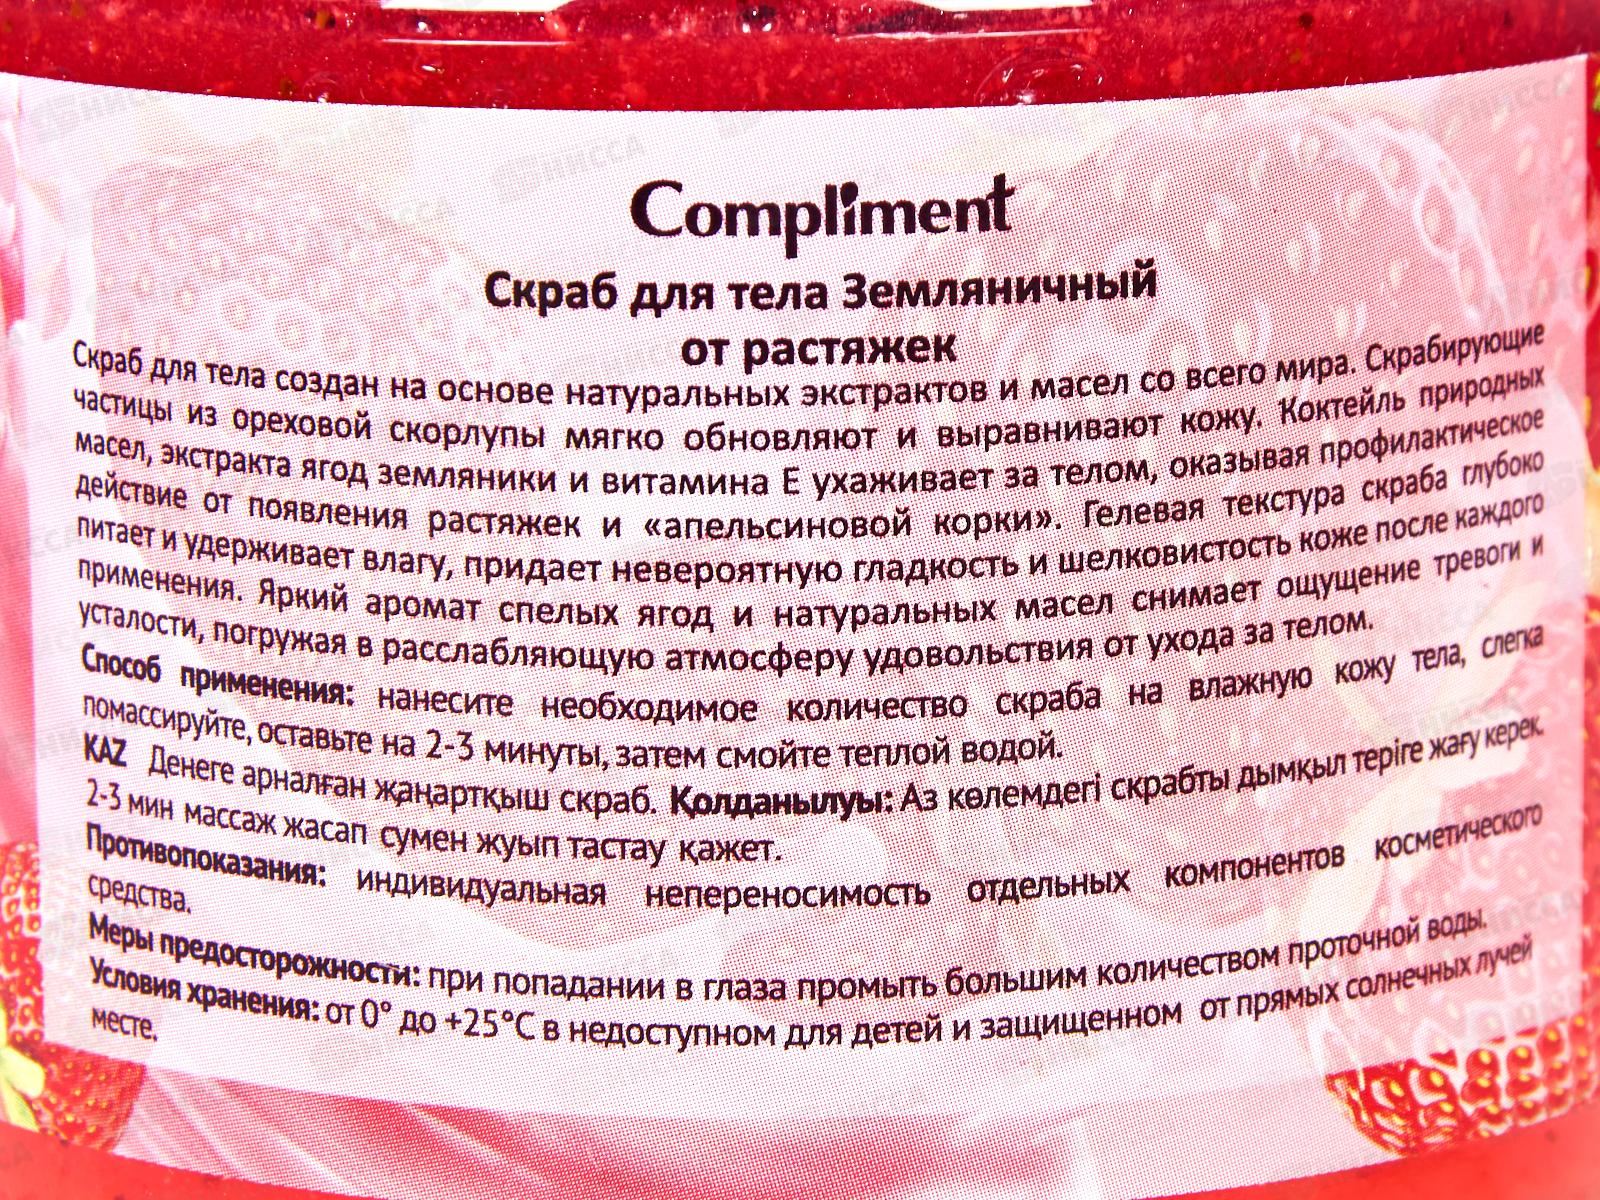 Compliment
Скраб для тела Земляничный
от растяжек
Скраб для тела создан на основе натуральных экстрактов и масел со всего мира. Скрабирующие
частицы из ореховой скорлупы мягко обновляют и выравнивают кожу. Коктейль природных
масел, экстракта ягод земляники и витамина Е ухаживает за телом, оказывая профилактическое
действие от появления растяжек и «апельсиновой корки». Гелевая текстура скраба глубоко
питает и удерживает влагу, придает невероятную гладкость и шелковистость коже после каждого
применения. Яркий аромат спелых ягод и натуральных масел снимает ощущение тревоги и
усталости, погружая в расслабляющую атмосферу удовольствия от ухода за телом.
Способ применения: нанесите необходимое количество скраба на влажную кожу тела, слегка
помассируйте, оставьте на 2-3 минуты, затем смойте теплой водой.
KAZ Денеге арналған жаңартқыш скраб. Қолданылуы: Аз көлемдегі скрабты дымқыл теріге жағу керек.
2-3 мин массаж жасап сумен жуып тастау қажет.
Противопоказания: индивидуальная непереносимость отдельных компонентов косметического
средства.
Меры предосторожности: при попадании в глаза промыть большим количеством проточной воды.
Условия хранения: от 0° до +25°С в недоступном для детей и защищенном от прямых солнечных лучей
месте.